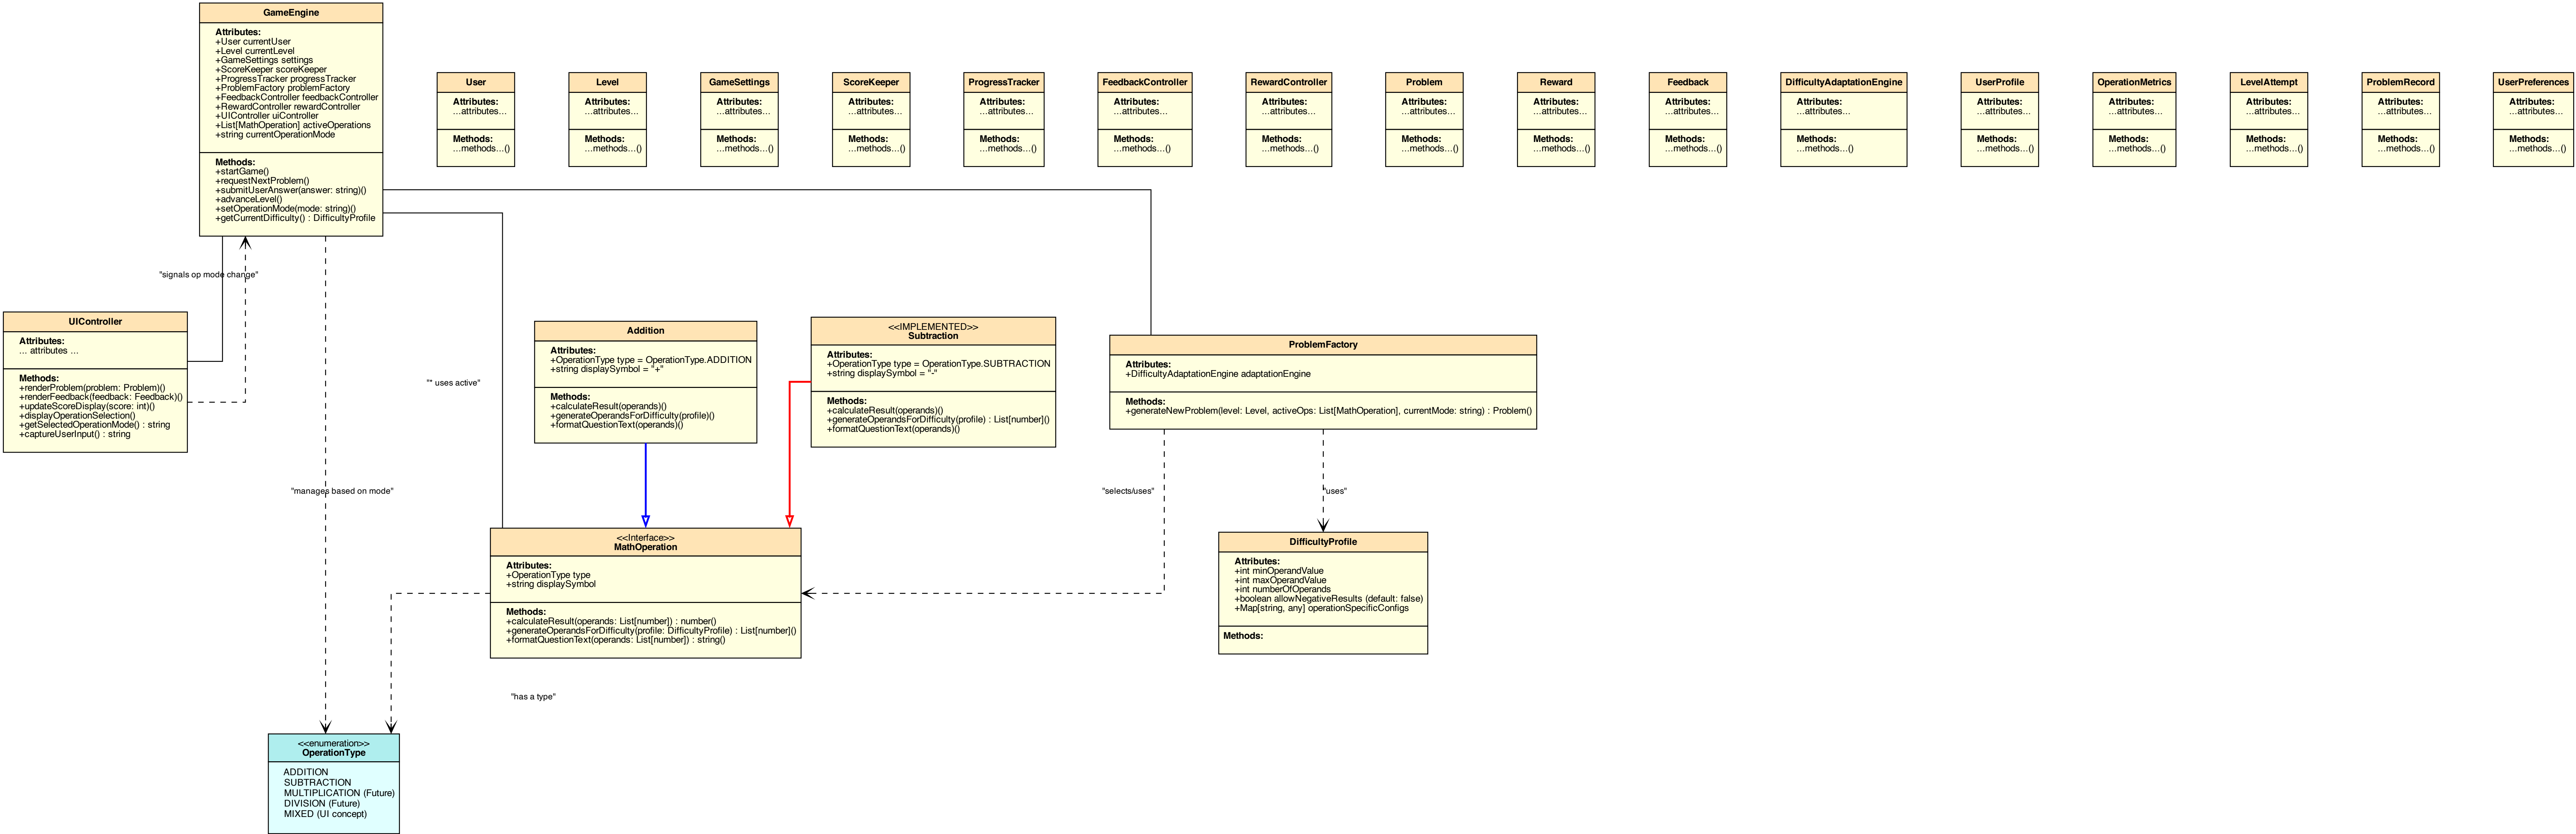 GameEngine
Attributes:
+User currentUser
+Level currentLevel
+GameSettings settings
+ScoreKeeper scoreKeeper
+ProgressTracker progressTracker
+ProblemFactory problemFactory
+FeedbackController feedbackController
+RewardController rewardController
+UIController uiController
+List[MathOperation] activeOperations
+string currentOperationMode
Methods:
+startGame()
+requestNextProblem()
+submitUserAnswer(answer: string)()
+advanceLevel()
+setOperationMode(mode: string)()
+getCurrentDifficulty() : DifficultyProfile
User
Attributes:
...attributes...
Methods:
...methods...()
Level
Attributes:
...attributes...
Methods:
...methods...()
GameSettings
Attributes:
...attributes...
Methods:
...methods...()
ScoreKeeper
Attributes:
...attributes...
Methods:
...methods...()
ProgressTracker
Attributes:
...attributes...
Methods:
...methods...()
FeedbackController
Attributes:
...attributes...
Methods:
...methods...()
RewardController
Attributes:
...attributes...
Methods:
...methods...()
Problem
Attributes:
...attributes...
Methods:
...methods...()
Reward
Attributes:
...attributes...
Methods:
...methods...()
Feedback
Attributes:
...attributes...
Methods:
...methods...()
DifficultyAdaptationEngine
Attributes:
...attributes...
Methods:
...methods...()
UserProfile
Attributes:
...attributes...
Methods:
...methods...()
OperationMetrics
Attributes:
...attributes...
Methods:
...methods...()
LevelAttempt
Attributes:
...attributes...
Methods:
...methods...()
ProblemRecord
Attributes:
...attributes...
Methods:
...methods...()
UserPreferences
Attributes:
...attributes...
Methods:
...methods...()
"signals op mode change"
UIController
Attributes:
... attributes ...
Methods:
+renderProblem(problem: Problem)()
+renderFeedback(feedback: Feedback)()
+updateScoreDisplay(score: int)()
+displayOperationSelection()
+getSelectedOperationMode() : string
+captureUserInput() : string
"* uses active"
Addition
Attributes:
+OperationType type = OperationType.ADDITION
+string displaySymbol = "+"
Methods:
+calculateResult(operands)()
+generateOperandsForDifficulty(profile)()
+formatQuestionText(operands)()
<<IMPLEMENTED>>
Subtraction
Attributes:
+OperationType type = OperationType.SUBTRACTION
+string displaySymbol = "-"
Methods:
+calculateResult(operands)()
+generateOperandsForDifficulty(profile) : List[number]()
+formatQuestionText(operands)()
ProblemFactory
Attributes:
+DifficultyAdaptationEngine adaptationEngine
Methods:
+generateNewProblem(level: Level, activeOps: List[MathOperation], currentMode: string) : Problem()
"manages based on mode"
"selects/uses"
"uses"
<<Interface>>
MathOperation
Attributes:
+OperationType type
+string displaySymbol
Methods:
+calculateResult(operands: List[number]) : number()
+generateOperandsForDifficulty(profile: DifficultyProfile) : List[number]()
+formatQuestionText(operands: List[number]) : string()
DifficultyProfile
Attributes:
+int minOperandValue
+int maxOperandValue
+int numberOfOperands
+boolean allowNegativeResults (default: false)
+Map[string, any] operationSpecificConfigs
Methods:
"has a type"
<<enumeration>>
OperationType
ADDITION
SUBTRACTION
MULTIPLICATION (Future)
DIVISION (Future)
MIXED (UI concept)